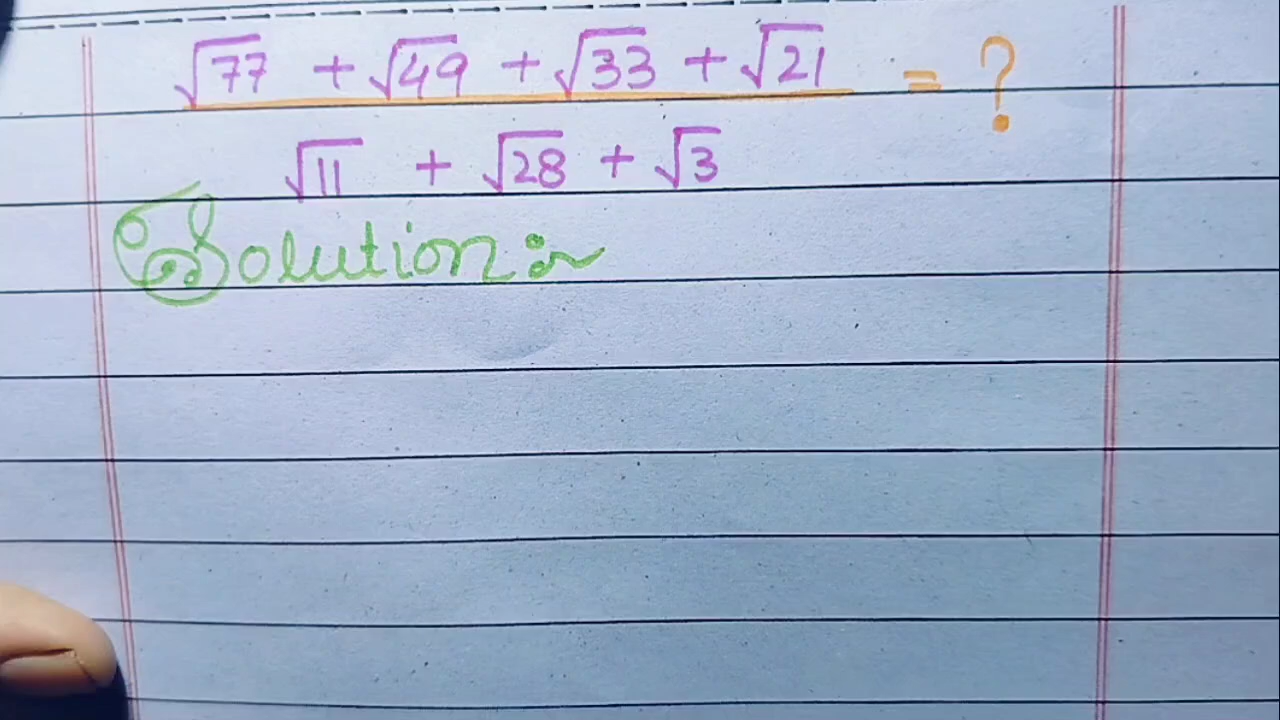 √77 + √49 + √33 + √21 = ?
√11 + √28 + √3
Solution:~